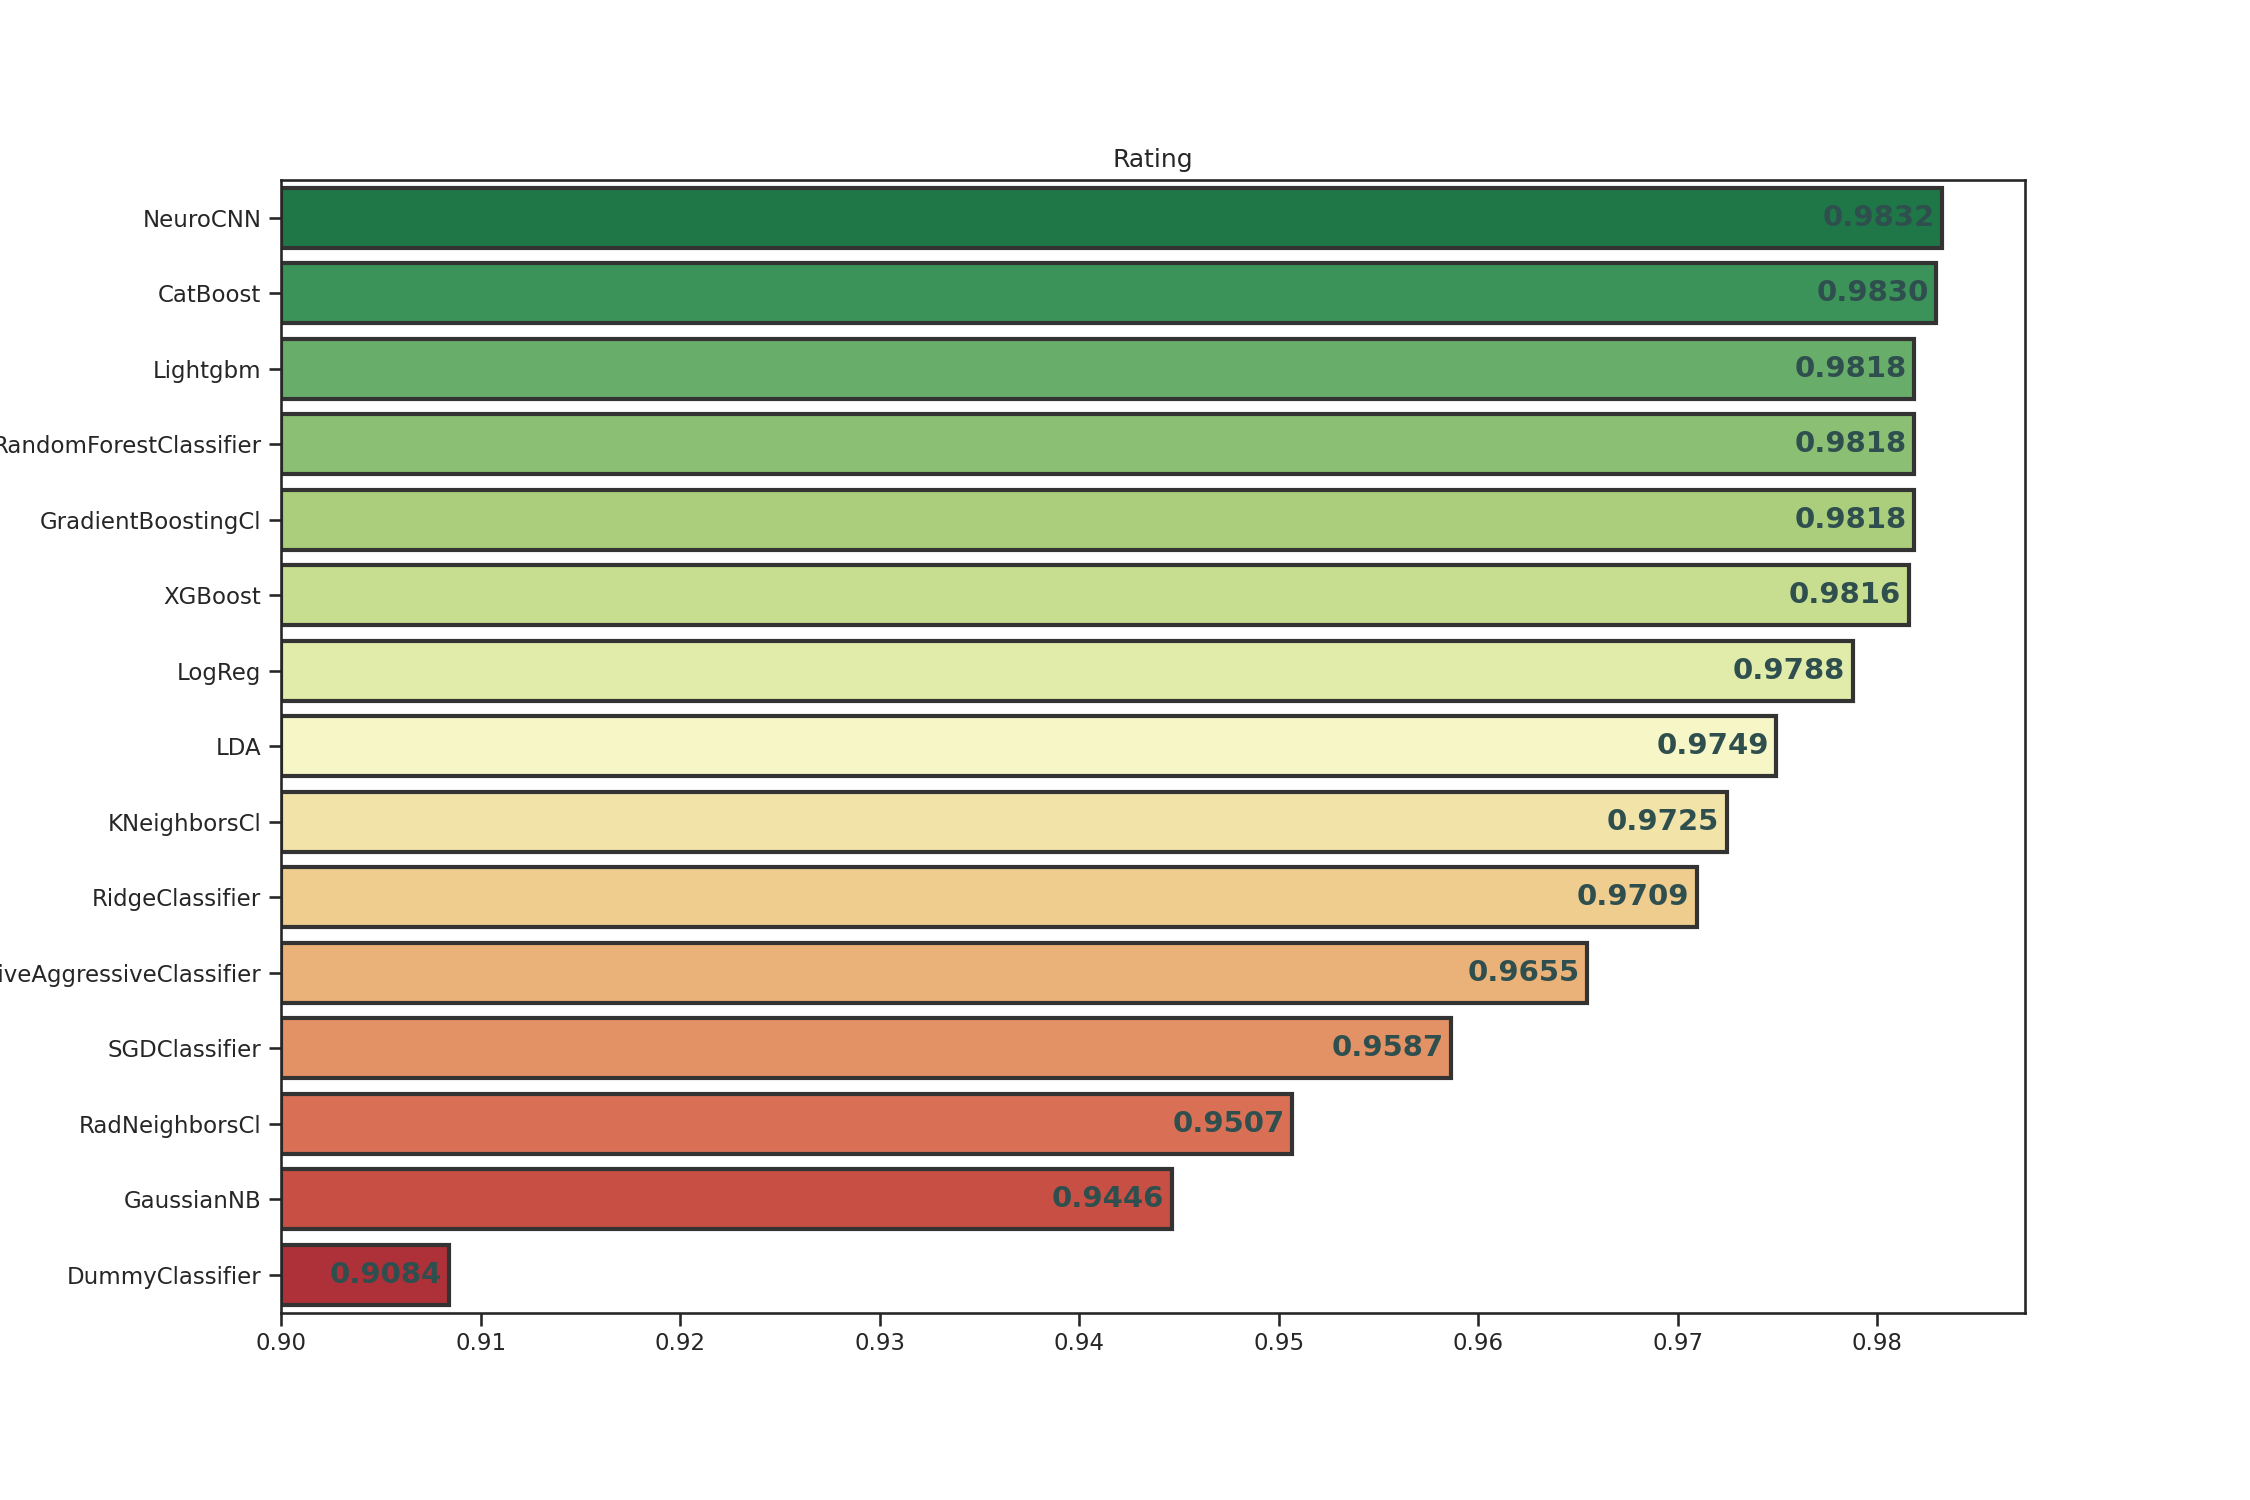 Rating
NeuroCNN 0.9832
CatBoost 0.9830
Lightgbm 0.9818
RandomForestClassifier 0.9818
GradientBoostingCl 0.9818
XGBoost 0.9816
LogReg 0.9788
LDA 0.9749
KNeighborsCl 0.9725
RidgeClassifier 0.9709
iveAggressiveClassifier 0.9655
SGDClassifier 0.9587
RadNeighborsCl 0.9507
GaussianNB 0.9446
DummyClassifier 0.9084
0.90 0.91 0.92 0.93 0.94 0.95 0.96 0.97 0.98